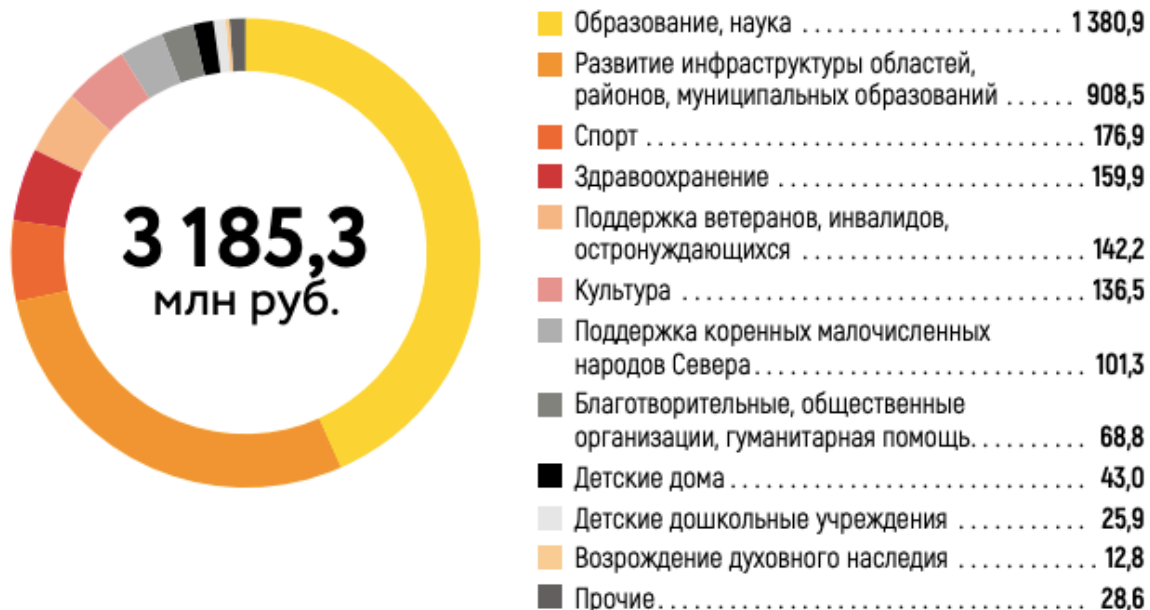 3 185,3
млн руб.
Образование, наука ..................... 1 380,9
Развитие инфраструктуры областей,
районов, муниципальных образований ...... 908,5
Спорт ................................... 176,9
Здравоохранение ......................... 159,9
Поддержка ветеранов, инвалидов,
остронуждающихся ....................... 142,2
Культура ................................ 136,5
Поддержка коренных малочисленных
народов Севера........................... 101,3
Благотворительные, общественные
организации, гуманитарная помощь......... 68,8
Детские дома ............................ 43,0
Детские дошкольные учреждения ........... 25,9
Возрождение духовного наследия ............ 12,8
Прочие................................... 28,6